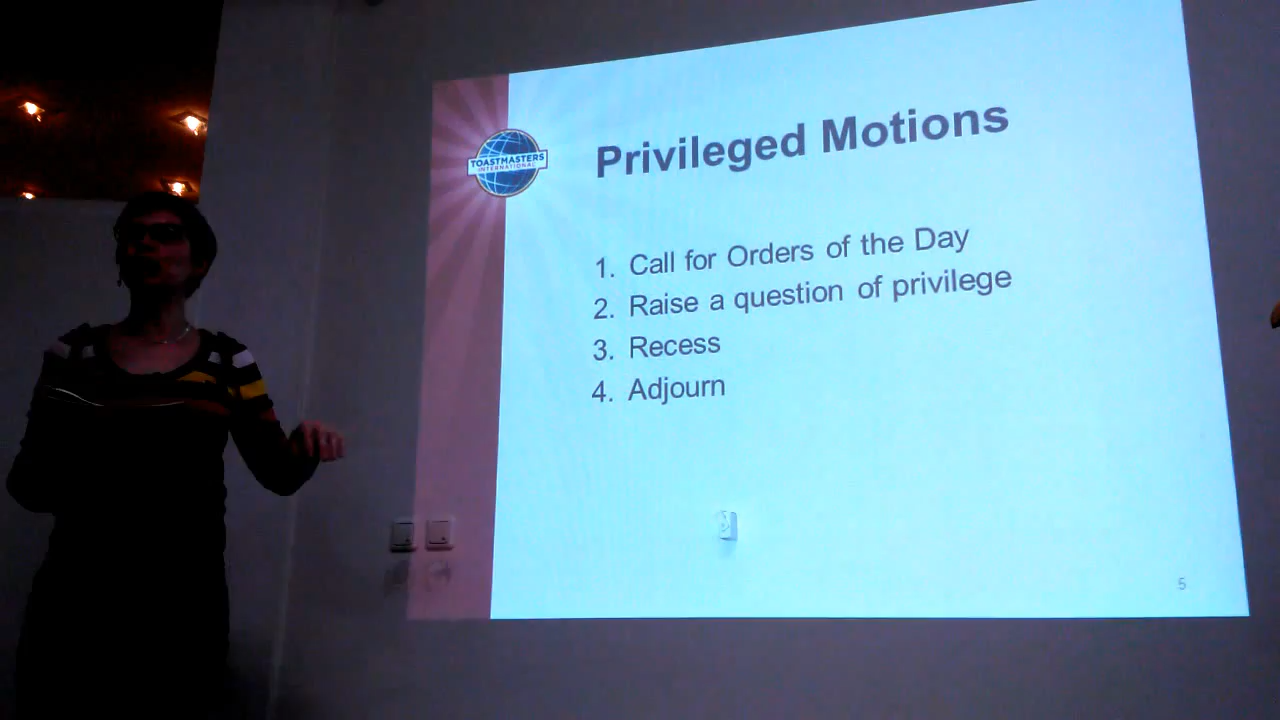 TOASTMASTERS
INTERNATIONAL
Privileged Motions
1. Call for Orders of the Day
2. Raise a question of privilege
3. Recess
4. Adjourn
5